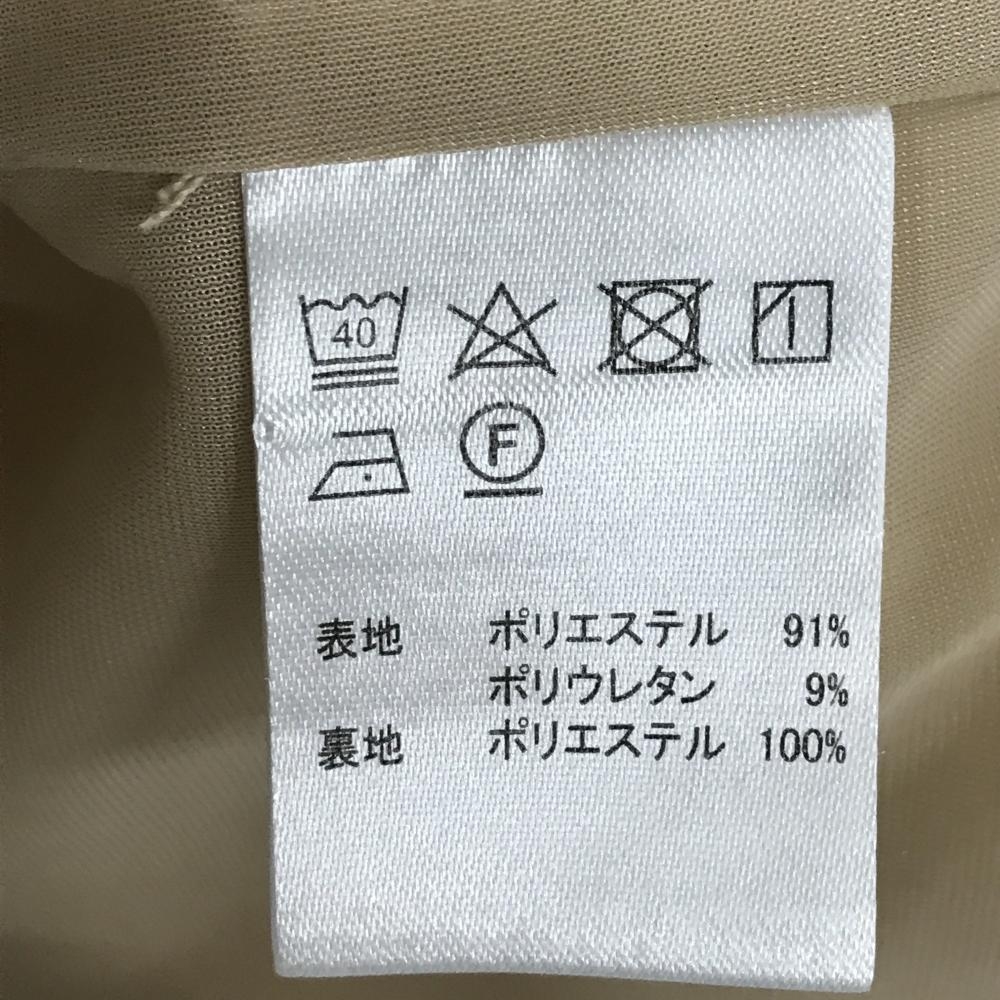 40
F
表地 ポリエステル 91%
ポリウレタン 9%
裏地 ポリエステル 100%